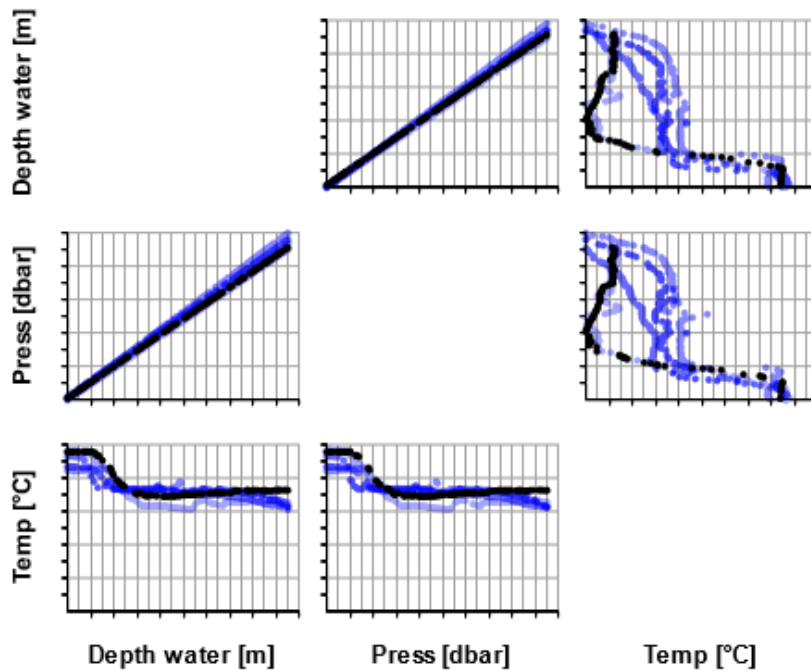 Depth water [m]
Press [dbar]
Temp [°C]
Depth water [m]
Press [dbar]
Temp [°C]